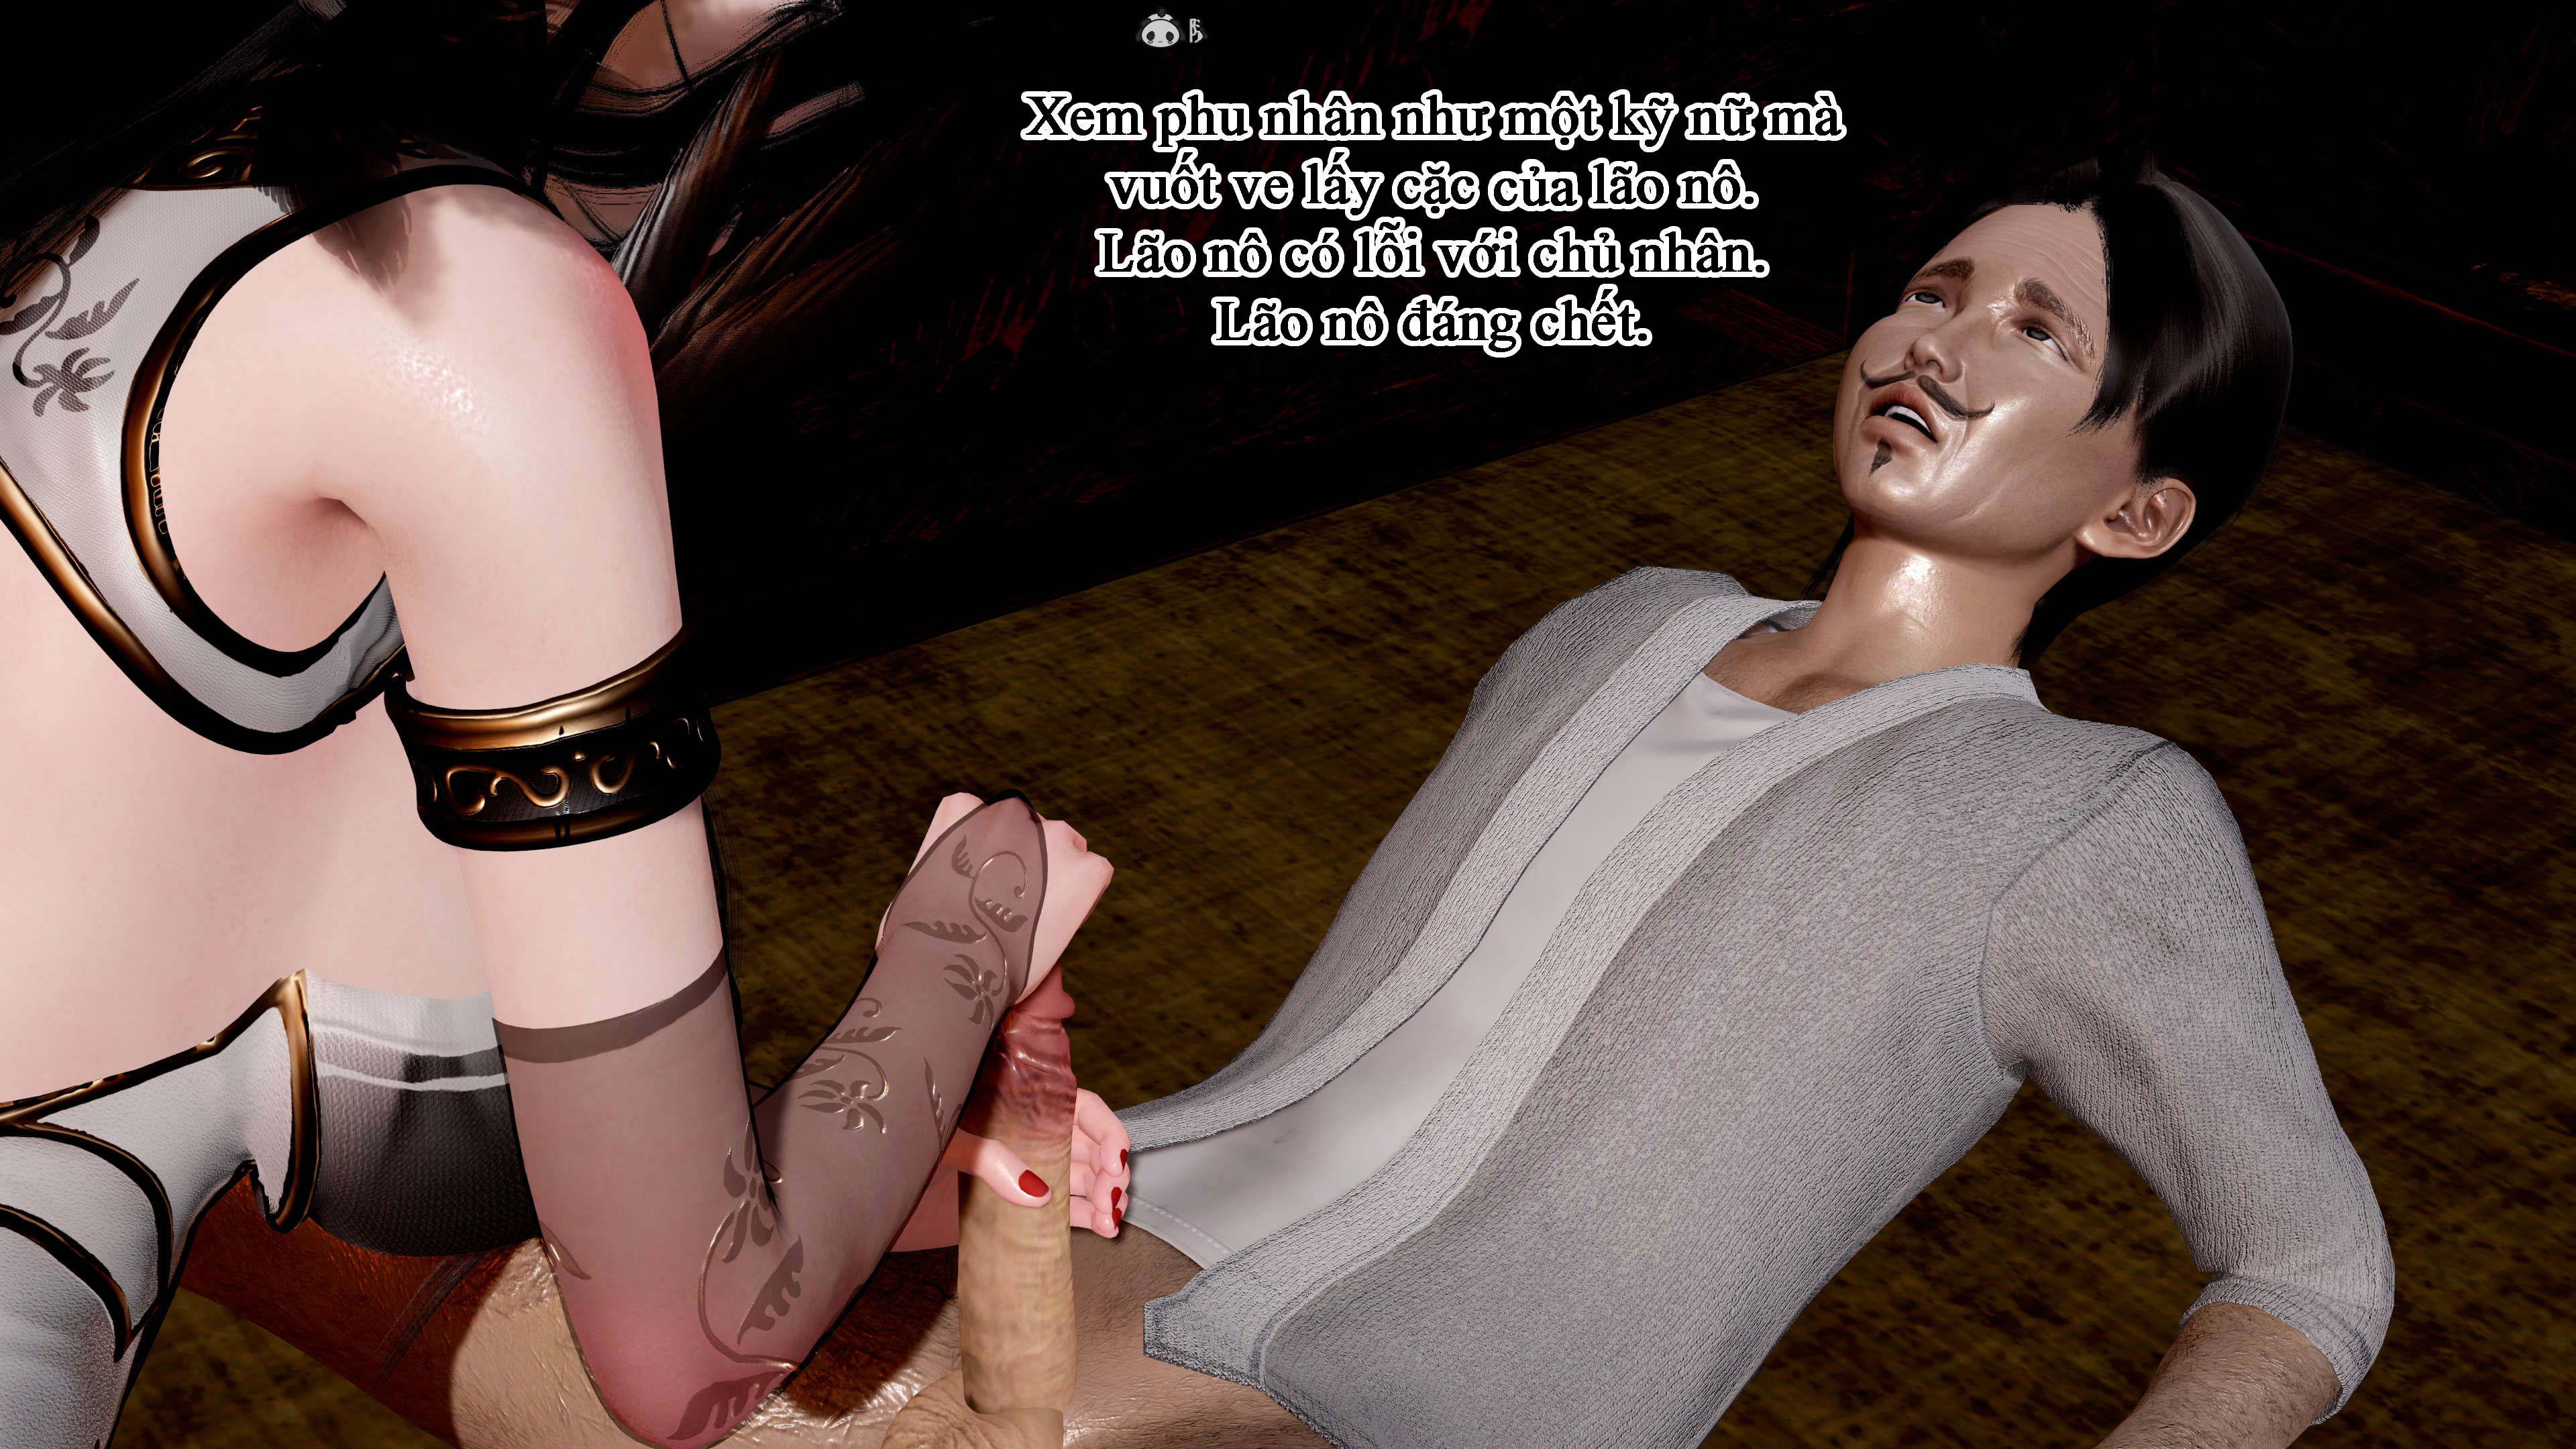 Xem phu nhân như một kỹ nữ mà
vuốt ve lấy cặc của lão nô.
Lão nô có lỗi với chủ nhân.
Lão nô đáng chết.